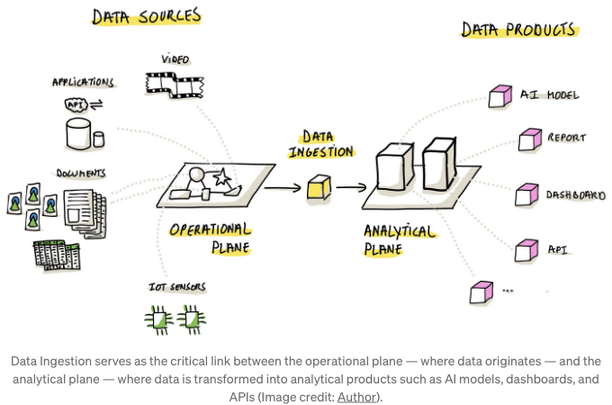 DATA SOURCES
DATA PRODUCTS
VIDEO
APPLICATIONS
API
AI MODEL
REPORT
DATA
INGESTION
DOCUMENTS
DASHBOARD
OPERATIONAL
PLANE
ANALYTICAL
PLANE
API
IOT SENSORS
...
Data Ingestion serves as the critical link between the operational plane — where data originates — and the
analytical plane — where data is transformed into analytical products such as AI models, dashboards, and
APIs (Image credit: Author).